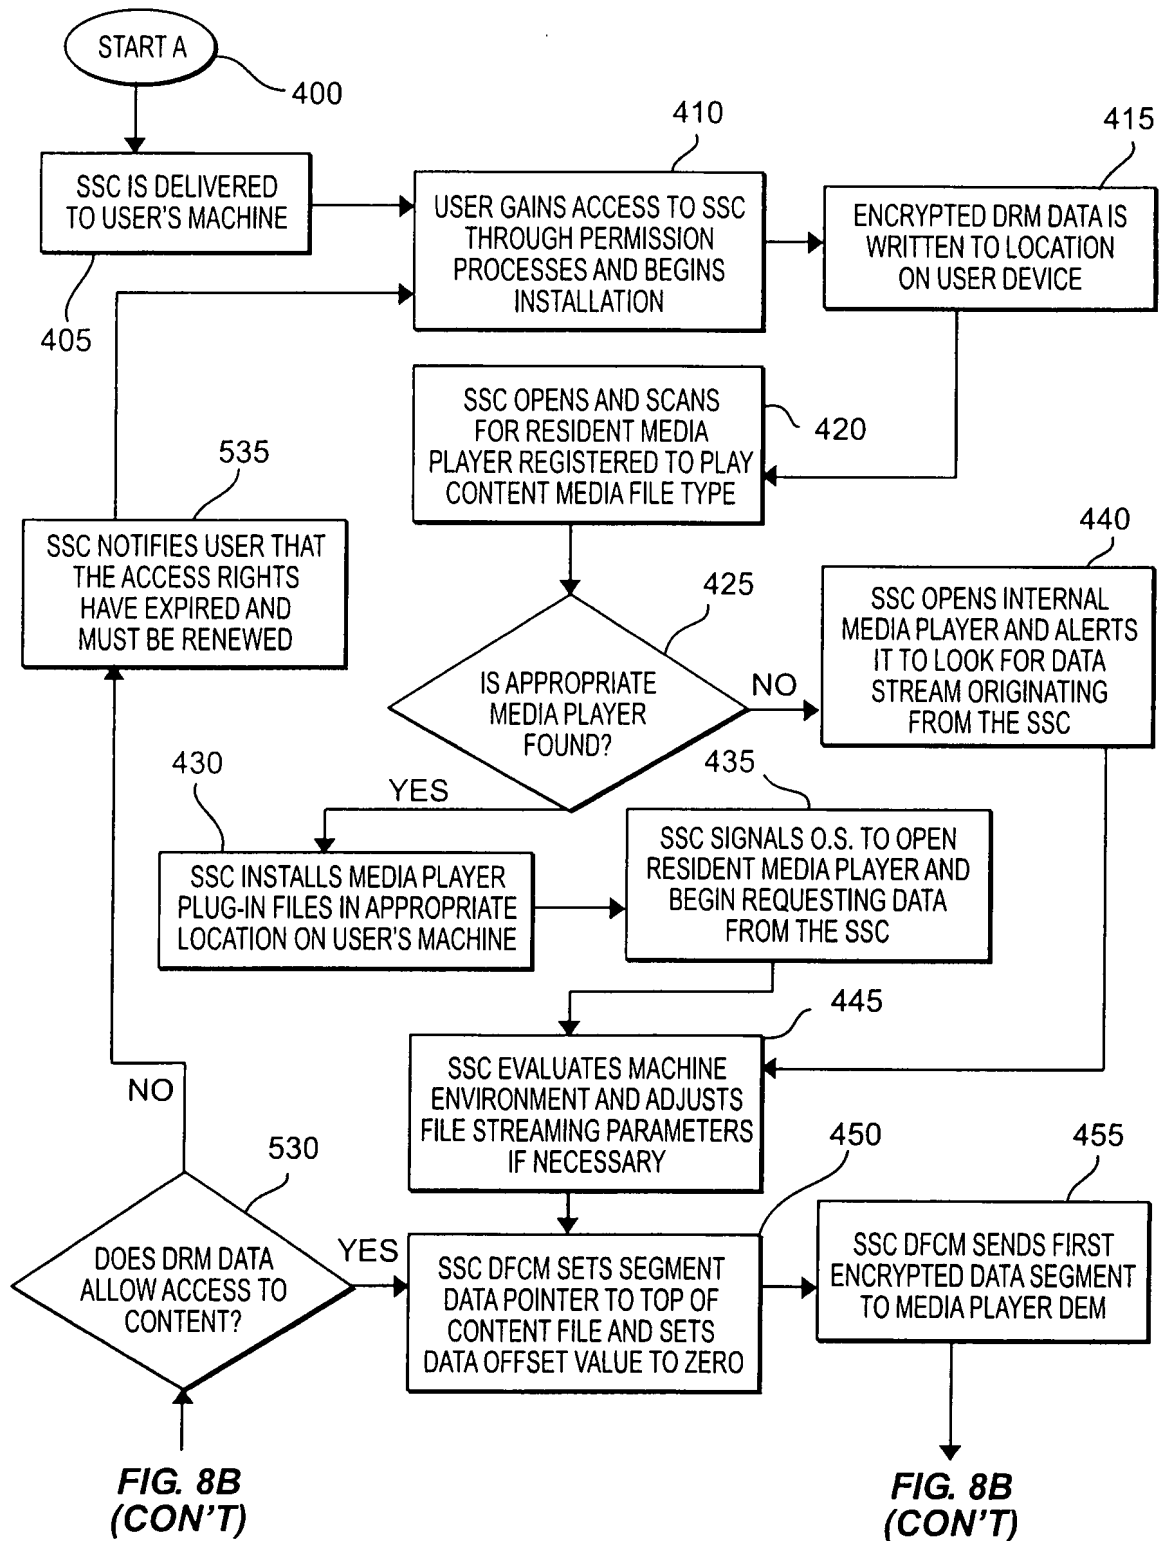 START A
400
SSC IS DELIVERED
TO USER'S MACHINE
405
410
USER GAINS ACCESS TO SSC
THROUGH PERMISSION
PROCESSES AND BEGINS
INSTALLATION
415
ENCRYPTED DRM DATA IS
WRITTEN TO LOCATION
ON USER DEVICE
SSC OPENS AND SCANS
FOR RESIDENT MEDIA
PLAYER REGISTERED TO PLAY
CONTENT MEDIA FILE TYPE
420
535
SSC NOTIFIES USER THAT
THE ACCESS RIGHTS
HAVE EXPIRED AND
MUST BE RENEWED
425
IS APPROPRIATE
MEDIA PLAYER
FOUND?
NO
440
SSC OPENS INTERNAL
MEDIA PLAYER AND ALERTS
IT TO LOOK FOR DATA
STREAM ORIGINATING
FROM THE SSC
YES
430
SSC INSTALLS MEDIA PLAYER
PLUG-IN FILES IN APPROPRIATE
LOCATION ON USER'S MACHINE
435
SSC SIGNALS O.S. TO OPEN
RESIDENT MEDIA PLAYER AND
BEGIN REQUESTING DATA
FROM THE SSC
445
SSC EVALUATES MACHINE
ENVIRONMENT AND ADJUSTS
FILE STREAMING PARAMETERS
IF NECESSARY
NO
530
DOES DRM DATA
ALLOW ACCESS TO
CONTENT?
YES
450
SSC DFCM SETS SEGMENT
DATA POINTER TO TOP OF
CONTENT FILE AND SETS
DATA OFFSET VALUE TO ZERO
455
SSC DFCM SENDS FIRST
ENCRYPTED DATA SEGMENT
TO MEDIA PLAYER DEM
FIG. 8B
(CON'T)
FIG. 8B
(CON'T)